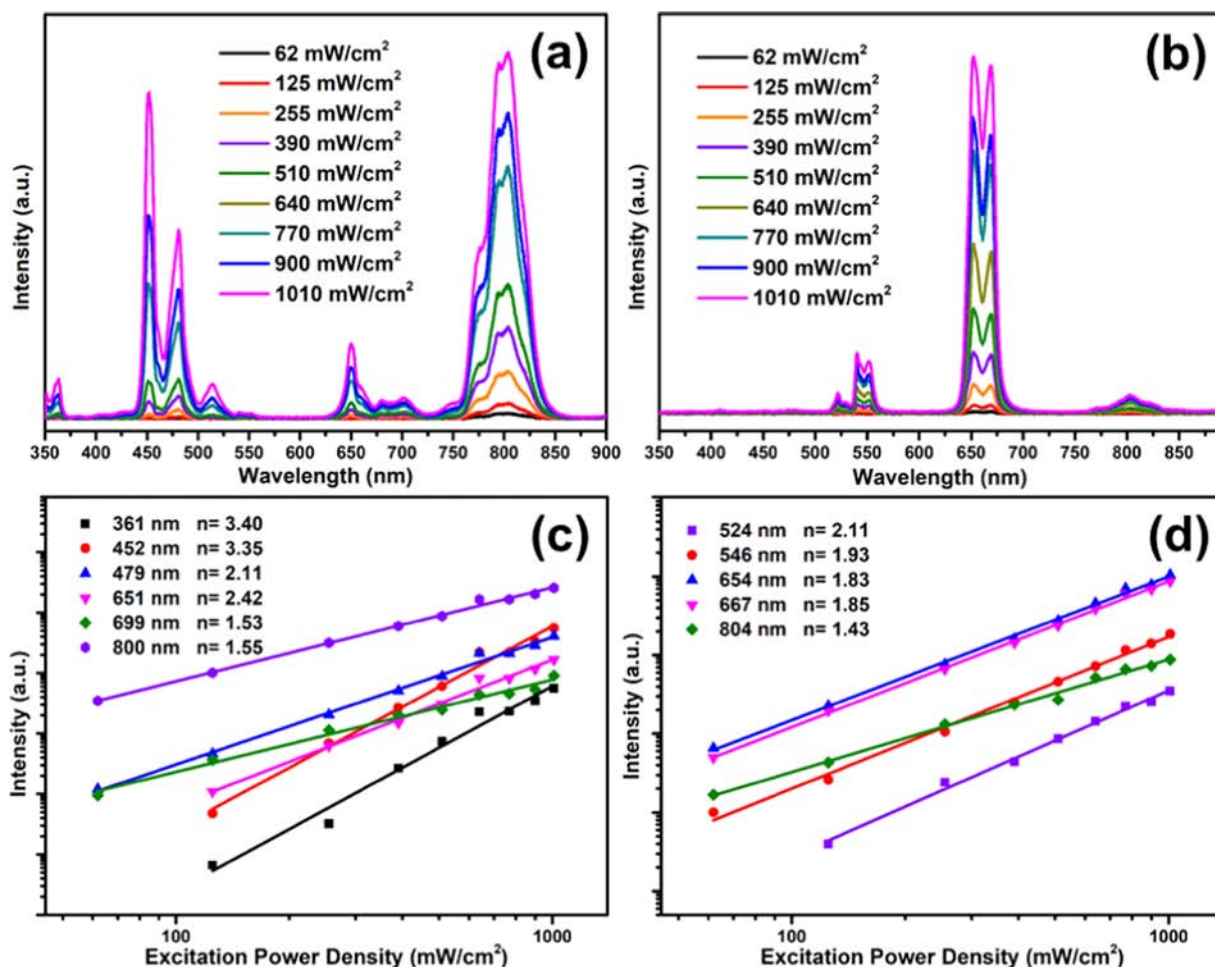 (a)
62 mW/cm²
125 mW/cm²
255 mW/cm²
390 mW/cm²
510 mW/cm²
640 mW/cm²
770 mW/cm²
900 mW/cm²
1010 mW/cm²
Intensity (a.u.)
350 400 450 500 550 600 650 700 750 800 850 900
Wavelength (nm)
(b)
62 mW/cm²
125 mW/cm²
255 mW/cm²
390 mW/cm²
510 mW/cm²
640 mW/cm²
770 mW/cm²
900 mW/cm²
1010 mW/cm²
Intensity (a.u.)
350 400 450 500 550 600 650 700 750 800 850
Wavelength (nm)
(c)
361 nm n= 3.40
452 nm n= 3.35
479 nm n= 2.11
651 nm n= 2.42
699 nm n= 1.53
800 nm n= 1.55
Intensity (a.u.)
100 1000
Excitation Power Density (mW/cm²)
(d)
524 nm n= 2.11
546 nm n= 1.93
654 nm n= 1.83
667 nm n= 1.85
804 nm n= 1.43
Intensity (a.u.)
100 1000
Excitation Power Density (mW/cm²)